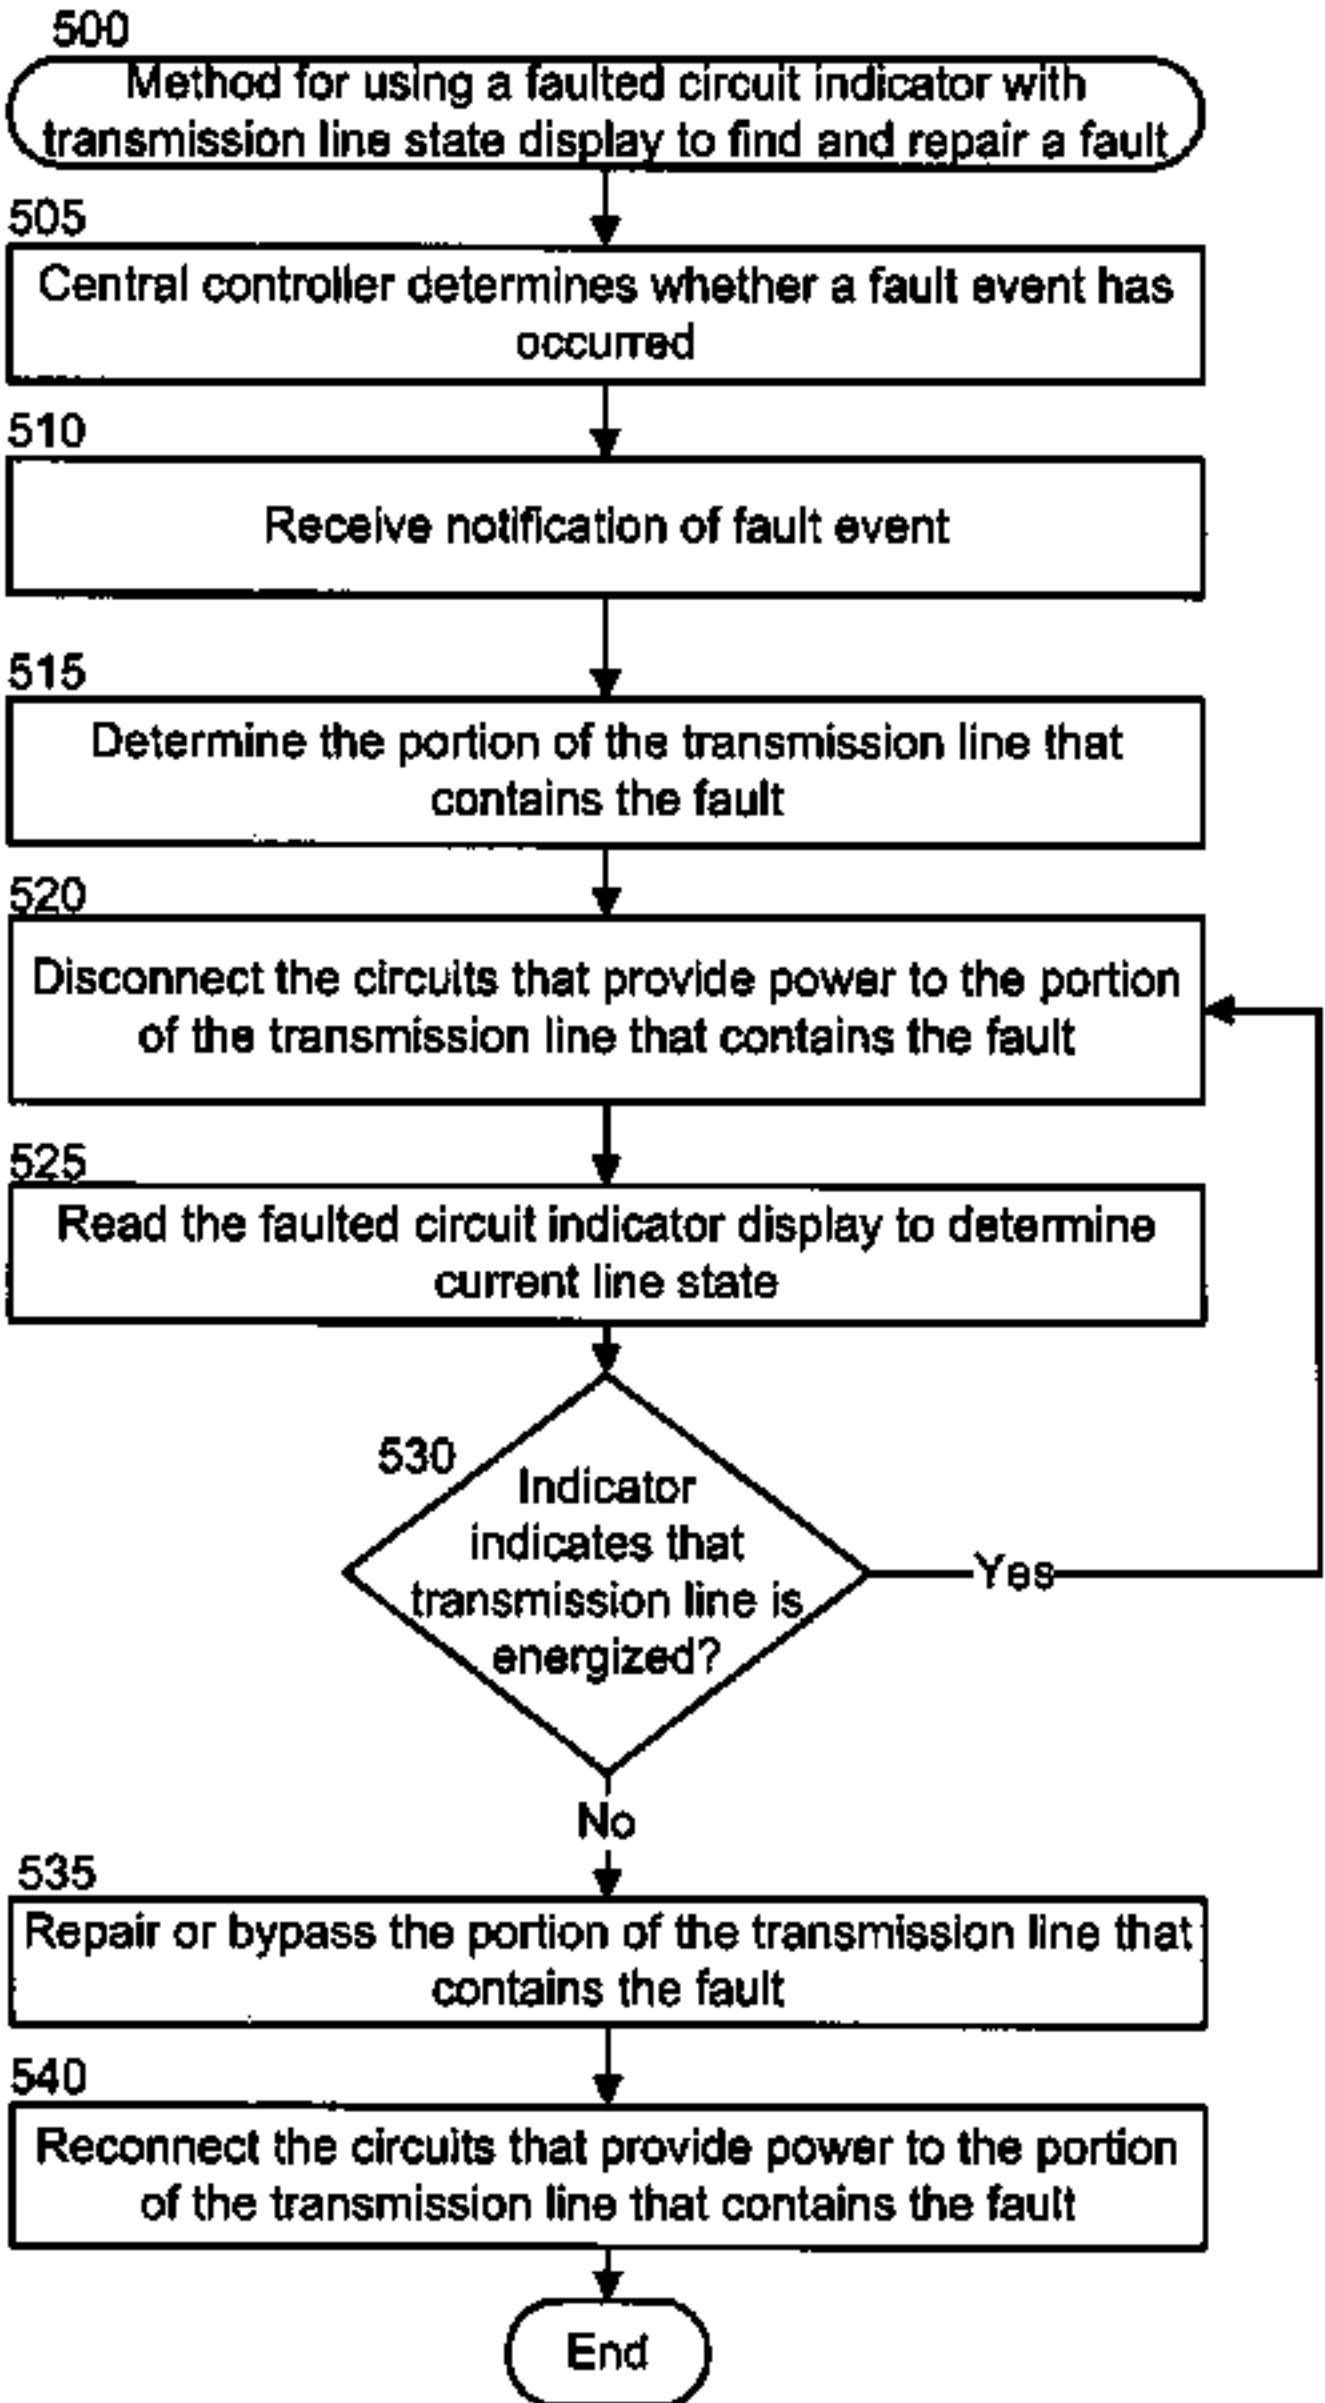 500
Method for using a faulted circuit indicator with
transmission line state display to find and repair a fault
505
Central controller determines whether a fault event has
occurred
510
Receive notification of fault event
515
Determine the portion of the transmission line that
contains the fault
520
Disconnect the circuits that provide power to the portion
of the transmission line that contains the fault
525
Read the faulted circuit indicator display to determine
current line state
530
Indicator
indicates that
transmission line is
energized?
Yes
No
535
Repair or bypass the portion of the transmission line that
contains the fault
540
Reconnect the circuits that provide power to the portion
of the transmission line that contains the fault
End